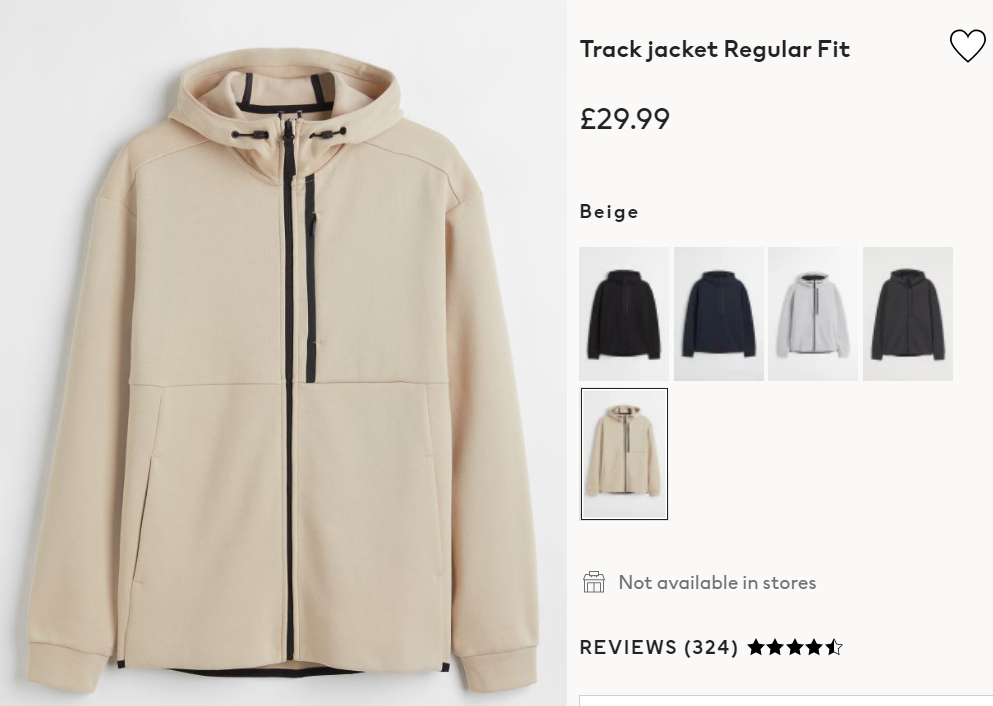 Track jacket Regular Fit
£29.99
Beige
Not available in stores
REVIEWS (324)